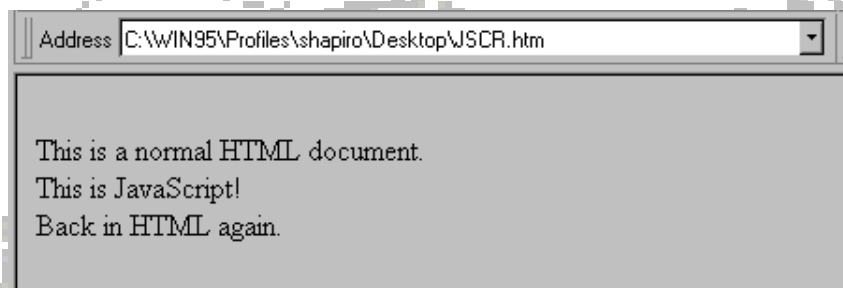 Address C:\WIN95\Profiles\shapiro\Desktop\JSCR.htm
This is a normal HTML document.
This is JavaScript!
Back in HTML again.